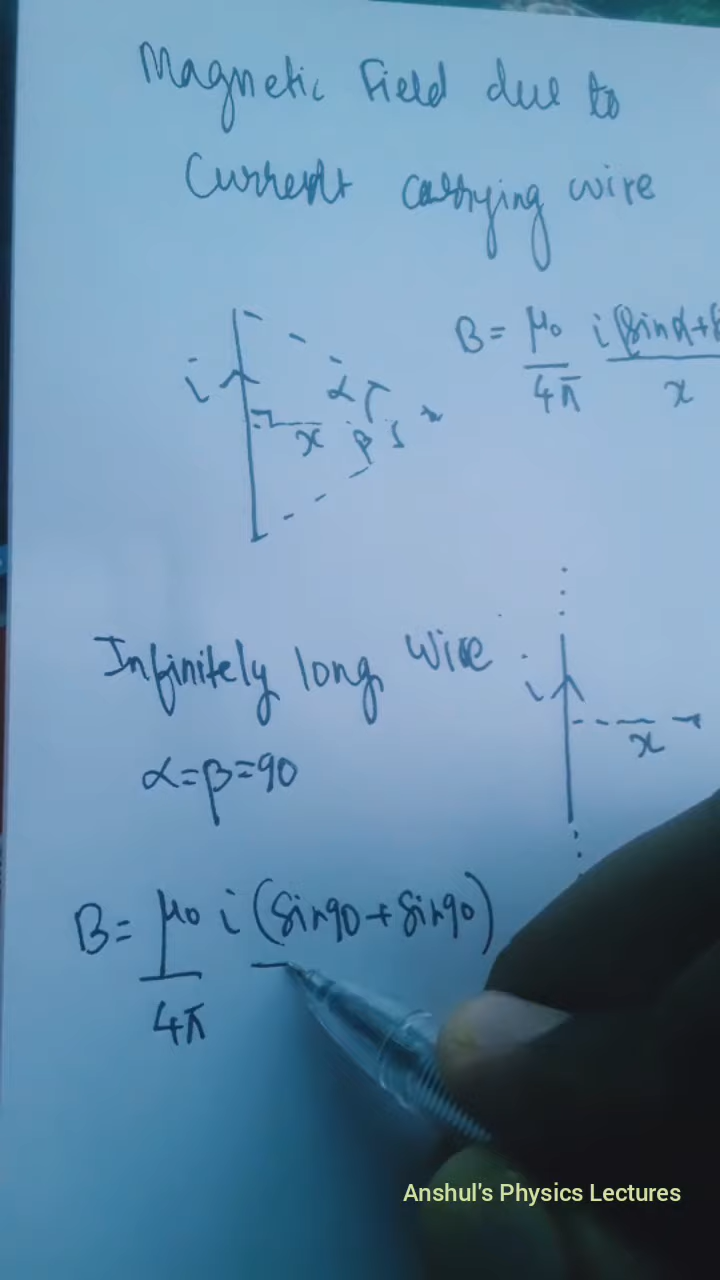 Magnetic Field due to
Current carrying wire
i
α
x
β
B = μ₀ i (sinα +
4π x
Infinitely long wire
i
x
α = β = 90
B = μ₀ i (sin90 + sin90)
4π
Anshul's Physics Lectures